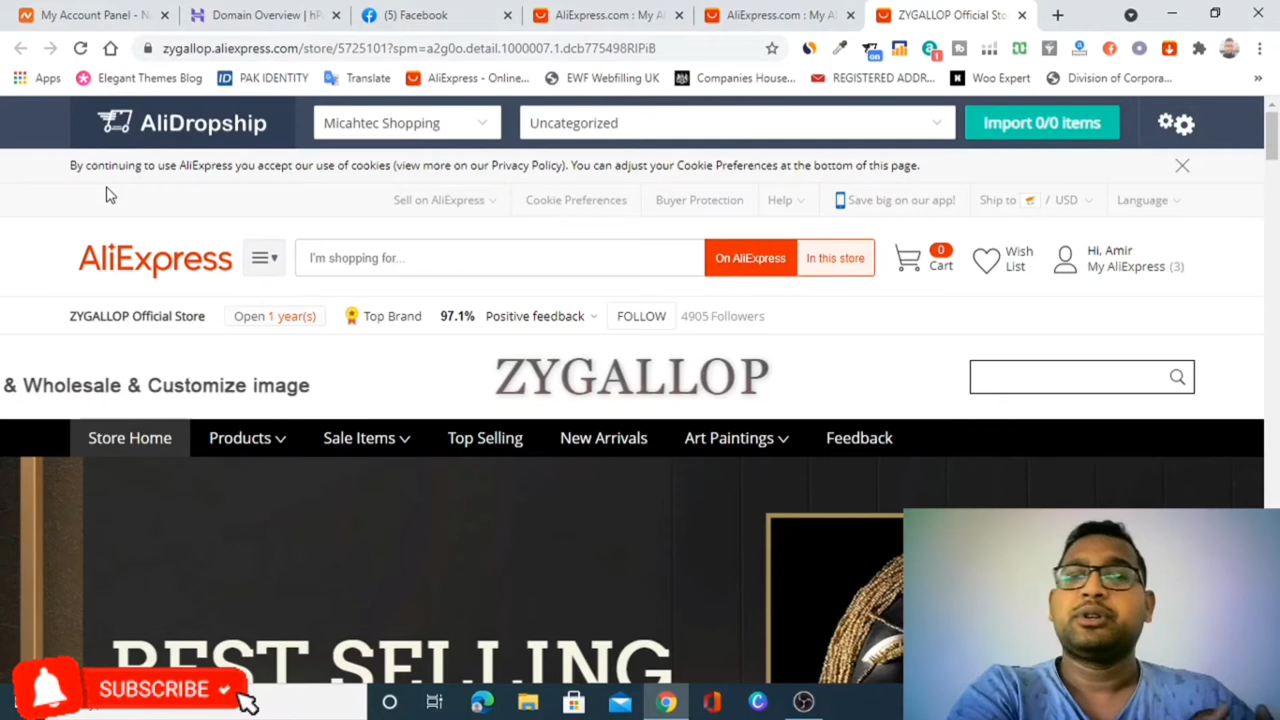 My Account Panel - N
Domain Overview | hP
(5) Facebook
AliExpress.com : My A
AliExpress.com : My A
ZYGALLOP Official Sto
zygallop.aliexpress.com/store/5725101?spm=a2g0o.detail.1000007.1.dcb775498RIPiB
on
1
Apps
Elegant Themes Blog
ID PAK IDENTITY
Translate
AliExpress - Online...
EWF Webfilling UK
Companies House...
REGISTERED ADDR...
N Woo Expert
Division of Corpora...
»
AliDropship
Micahtec Shopping
Uncategorized
Import 0/0 items
By continuing to use AliExpress you accept our use of cookies (view more on our Privacy Policy). You can adjust your Cookie Preferences at the bottom of this page.
Sell on AliExpress
Cookie Preferences
Buyer Protection
Help
Save big on our app!
Ship to / USD
Language
AliExpress
I'm shopping for...
On AliExpress
In this store
0
Cart
Wish
List
Hi, Amir
My AliExpress (3)
ZYGALLOP Official Store
Open 1 year(s)
Top Brand
97.1% Positive feedback
FOLLOW
4905 Followers
& Wholesale & Customize image
ZYGALLOP
Store Home
Products
Sale Items
Top Selling
New Arrivals
Art Paintings
Feedback
BEST SELLING
SUBSCRIBE